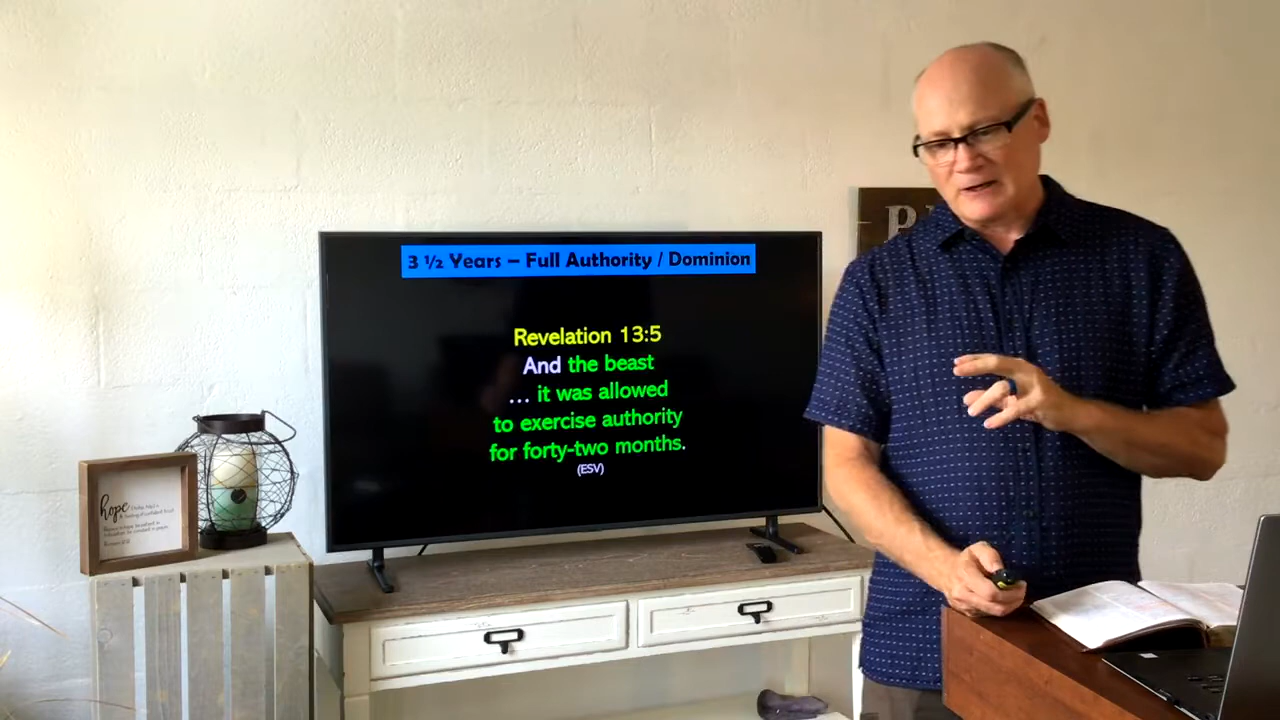 3 ½ Years – Full Authority / Dominion
Revelation 13:5
And the beast
... it was allowed
to exercise authority
for forty-two months.
(ESV)
hope